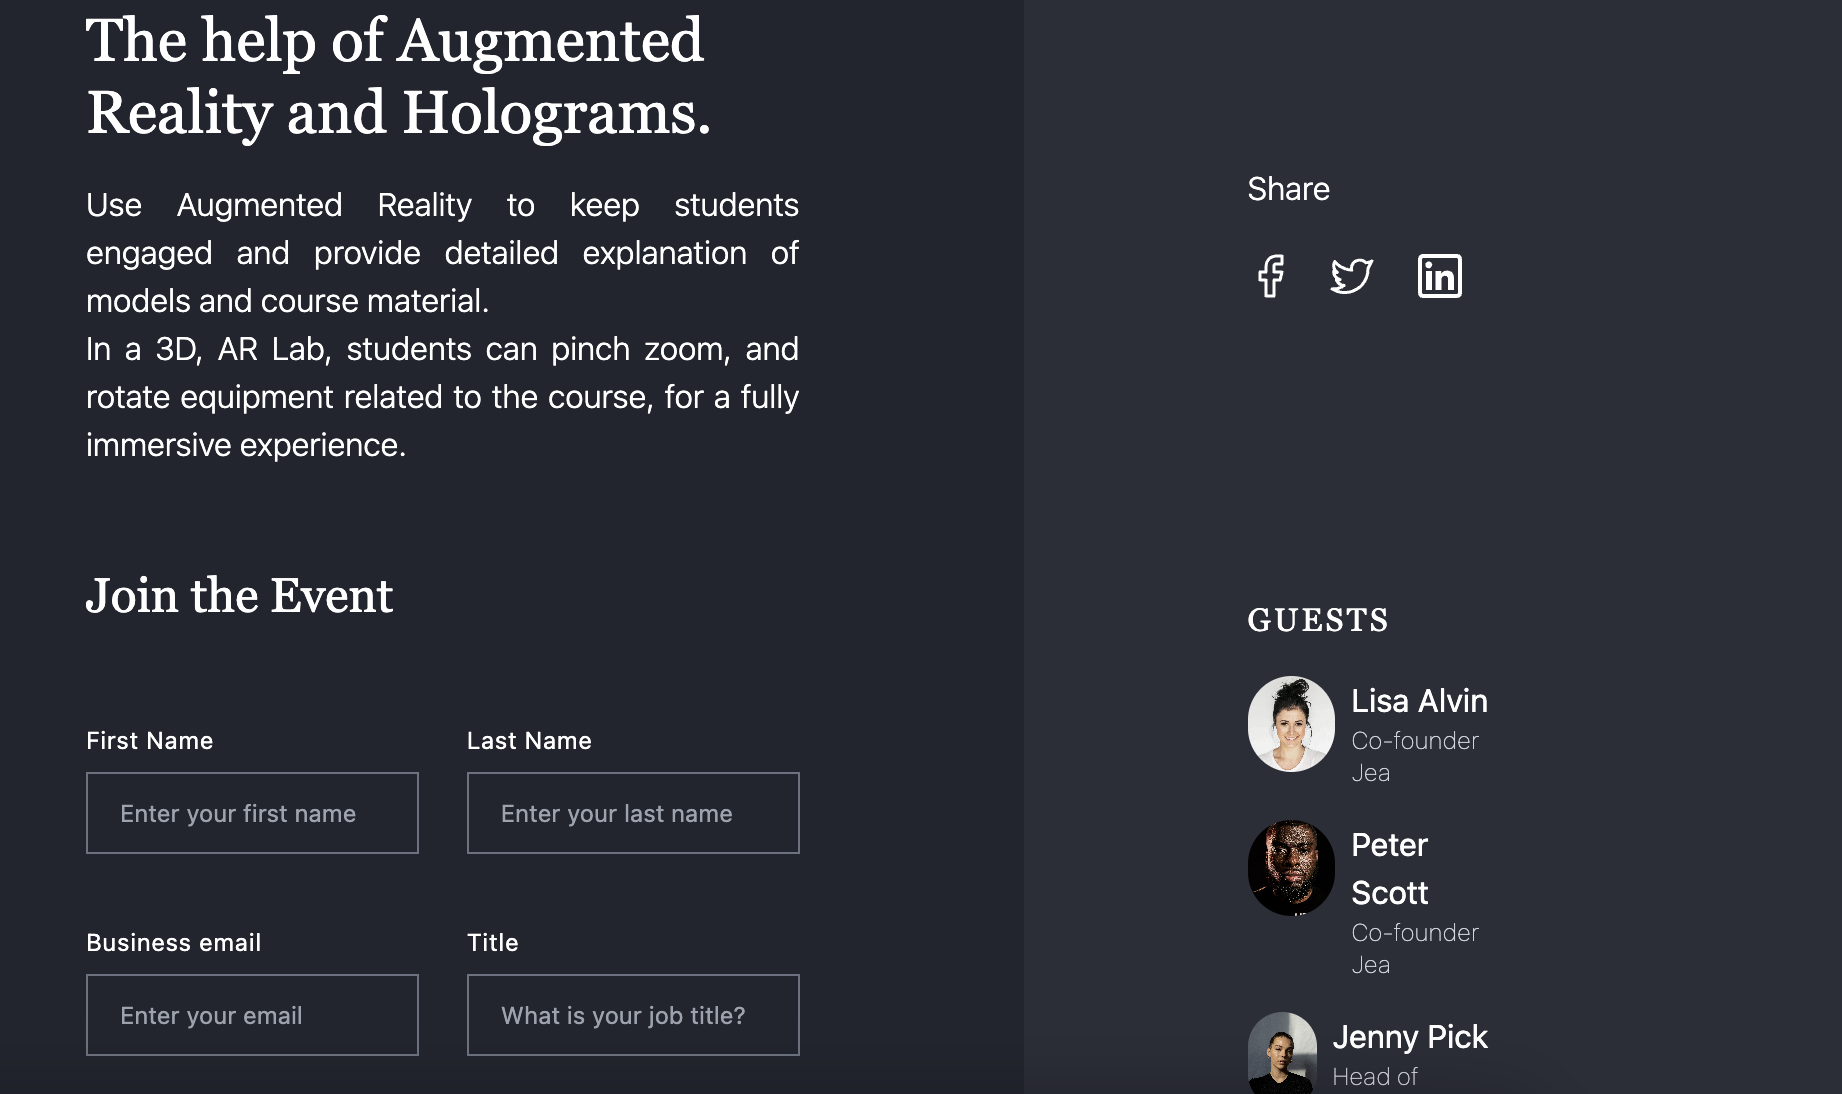 The help of Augmented
Reality and Holograms.
Use Augmented Reality to keep students
engaged and provide detailed explanation of
models and course material.
In a 3D, AR Lab, students can pinch zoom, and
rotate equipment related to the course, for a fully
immersive experience.
Join the Event
First Name
Last Name
Enter your first name
Enter your last name
Business email
Title
Enter your email
What is your job title?
Share
in
GUESTS
Lisa Alvin
Co-founder
Jea
Peter
Scott
Co-founder
Jea
Jenny Pick
Head of